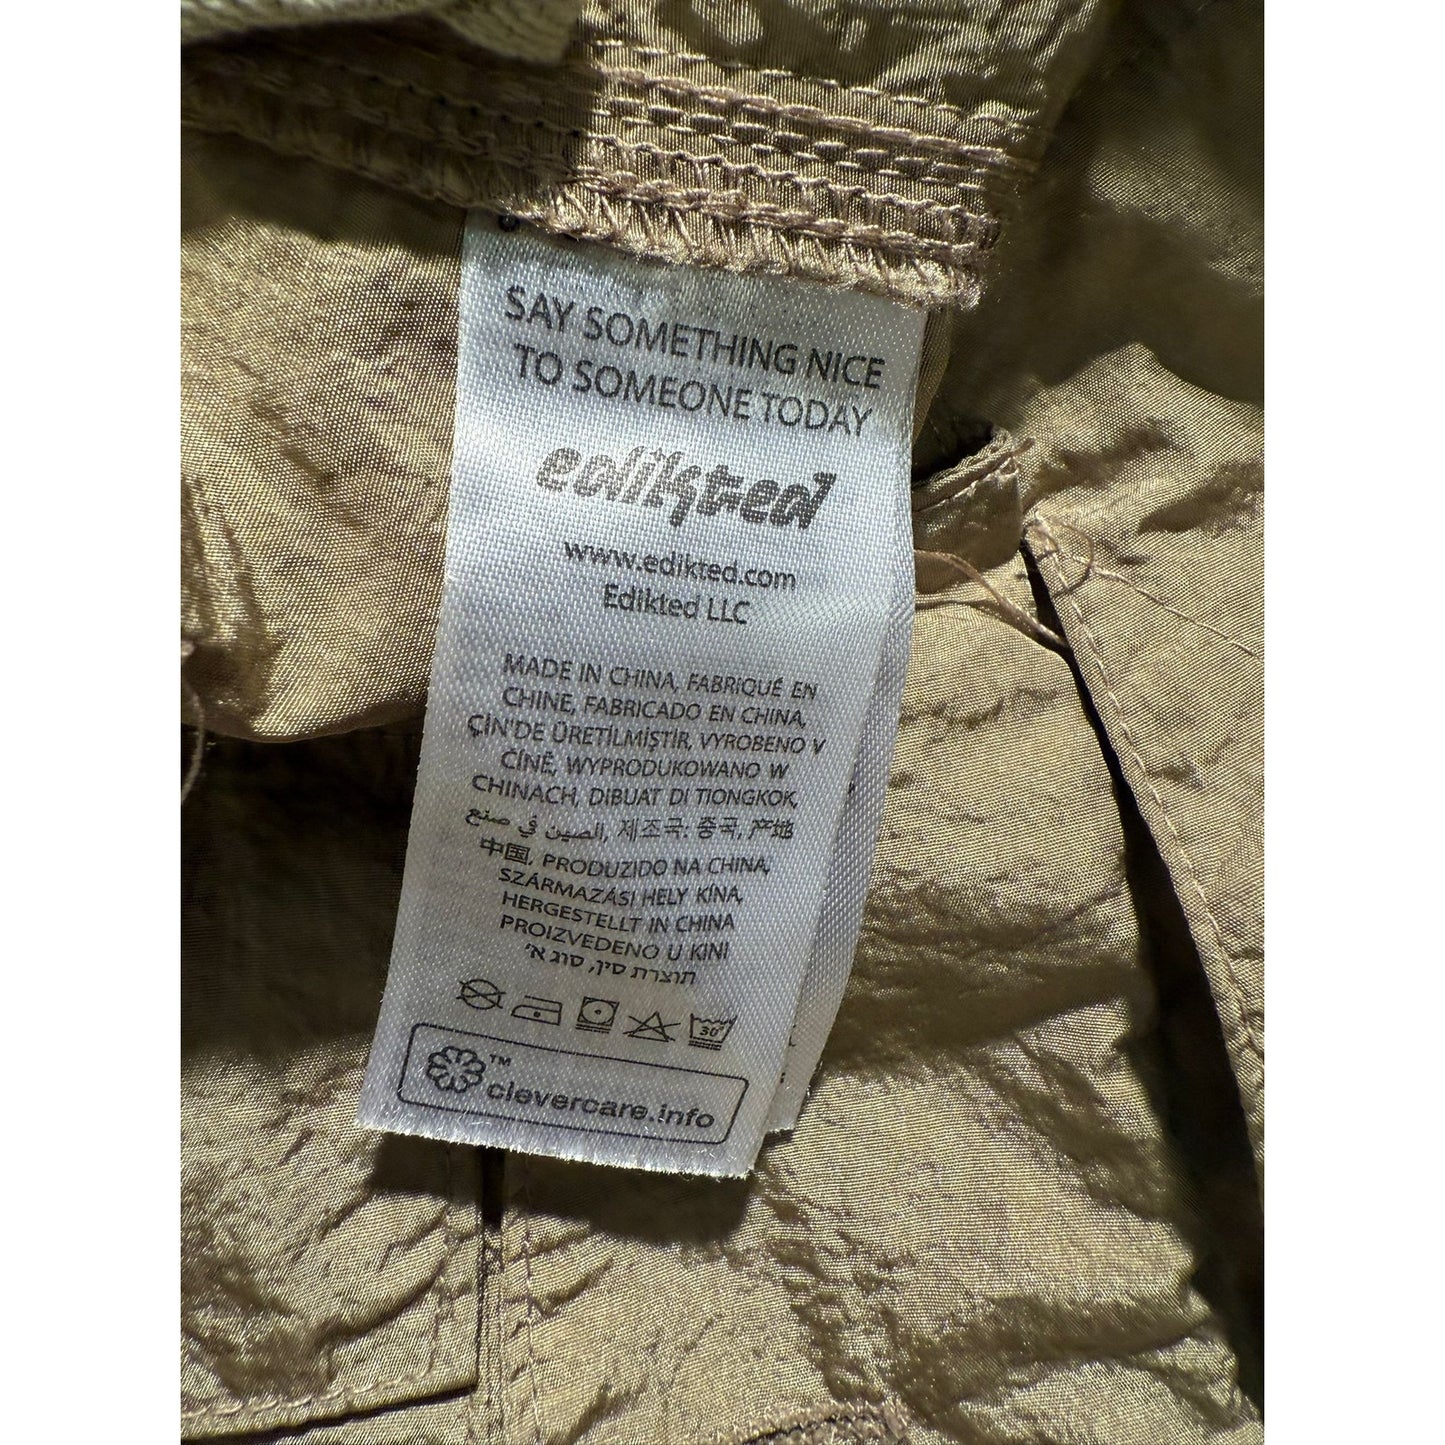 SAY SOMETHING NICE
TO SOMEONE TODAY
edikted
www.edikted.com
Edikted LLC
MADE IN CHINA, FABRIQUÉ EN
CHINE, FABRICADO EN CHINA,
ÇİN'DE ÜRETİLMİŞTİR, VYROBENO V
ČÍNĚ, WYPRODUKOWANO W
CHINACH, DIBUAT DI TIONGKOK,
الصين في صنع, 제조국: 중국, 产地
中国, PRODUZIDO NA CHINA,
SZÁRMAZÁSI HELY KÍNA,
HERGESTELLT IN CHINA
PROIZVEDENO U KINI
תוצרת סין, סוג א'
30°
™
clevercare.info